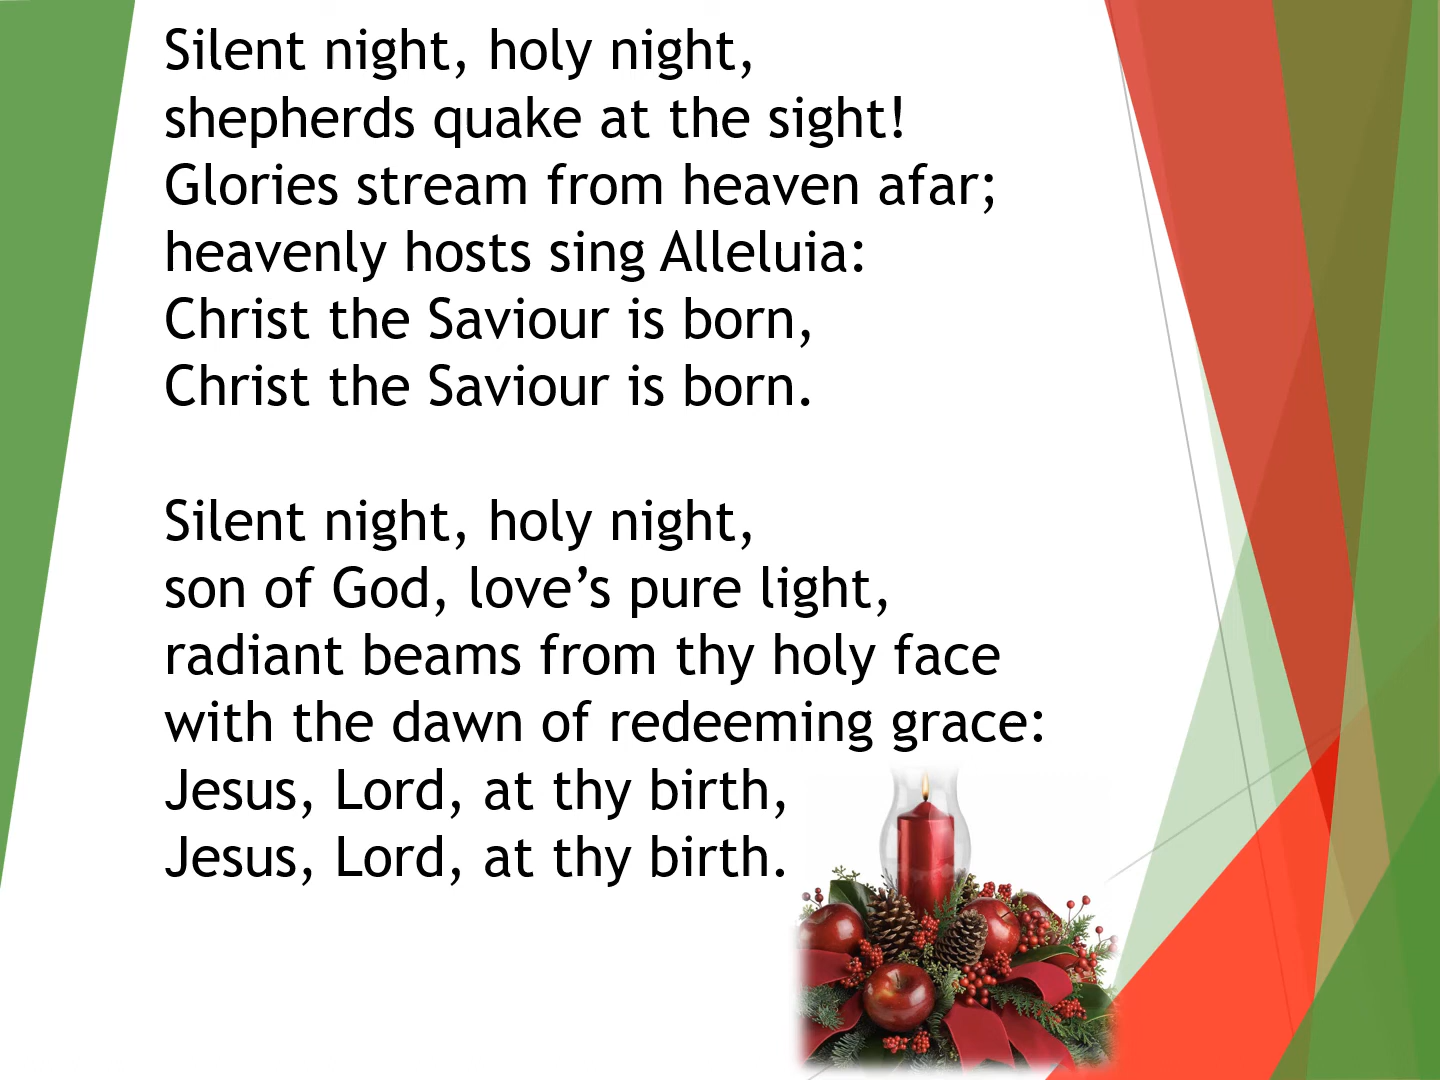 Silent night, holy night,
shepherds quake at the sight!
Glories stream from heaven afar;
heavenly hosts sing Alleluia:
Christ the Saviour is born,
Christ the Saviour is born.

Silent night, holy night,
son of God, love’s pure light,
radiant beams from thy holy face
with the dawn of redeeming grace:
Jesus, Lord, at thy birth,
Jesus, Lord, at thy birth.